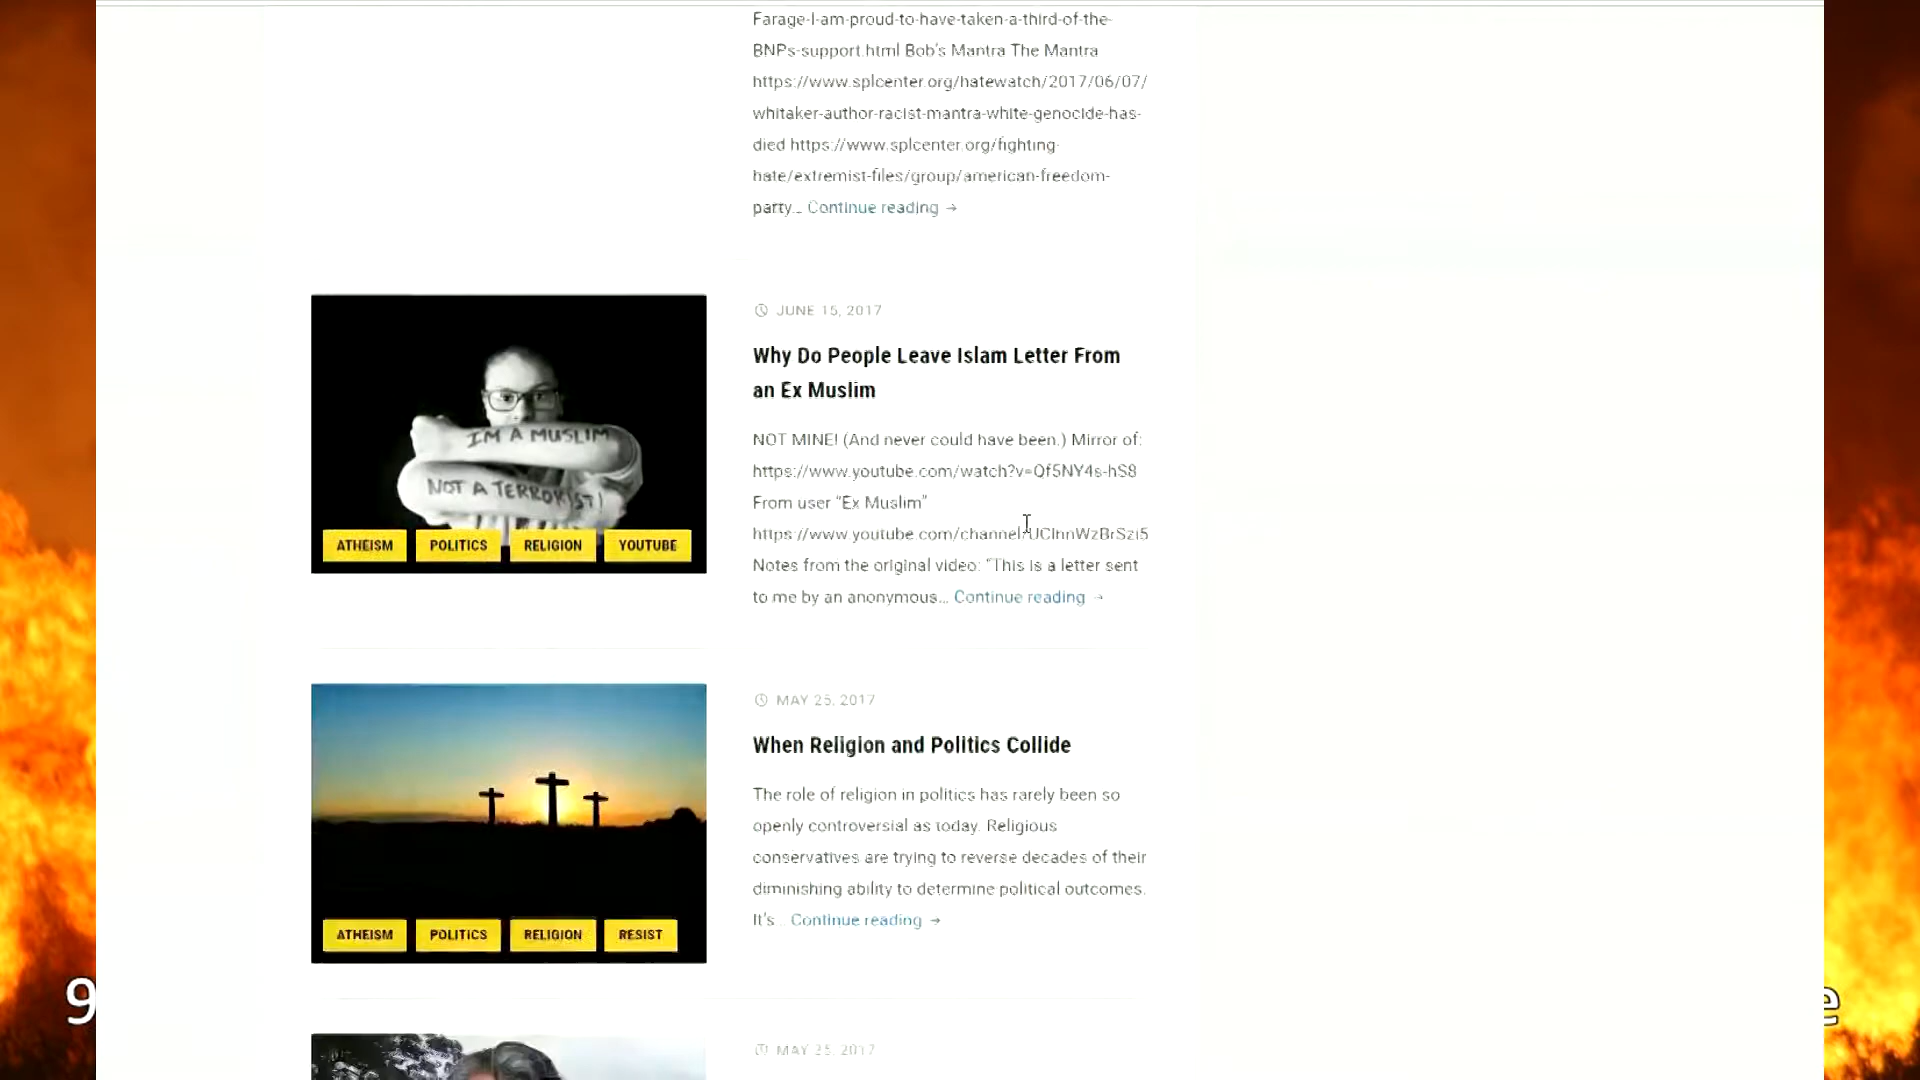 Farage-I-am-proud-to-have-taken-a-third-of-the-
BNPs-support.html Bob's Mantra The Mantra
https://www.splcenter.org/hatewatch/2017/06/07/
whitaker-author-racist-mantra-white-genocide-has-
died https://www.splcenter.org/fighting-
hate/extremist-files/group/american-freedom-
party... Continue reading →
JUNE 15, 2017
Why Do People Leave Islam Letter From
an Ex Muslim
NOT MINE! (And never could have been.) Mirror of:
https://www.youtube.com/watch?v=Qf5NY4s-hS8
From user “Ex Muslim”
https://www.youtube.com/channel/UCInnWzBrSzi5
Notes from the original video: “This is a letter sent
to me by an anonymous... Continue reading →
IM A MUSLIM
NOT A TERRORIST!
ATHEISM POLITICS RELIGION YOUTUBE
MAY 25, 2017
When Religion and Politics Collide
The role of religion in politics has rarely been so
openly controversial as today. Religious
conservatives are trying to reverse decades of their
diminishing ability to determine political outcomes.
It's... Continue reading →
ATHEISM POLITICS RELIGION RESIST
9 e
MAY 25, 2017